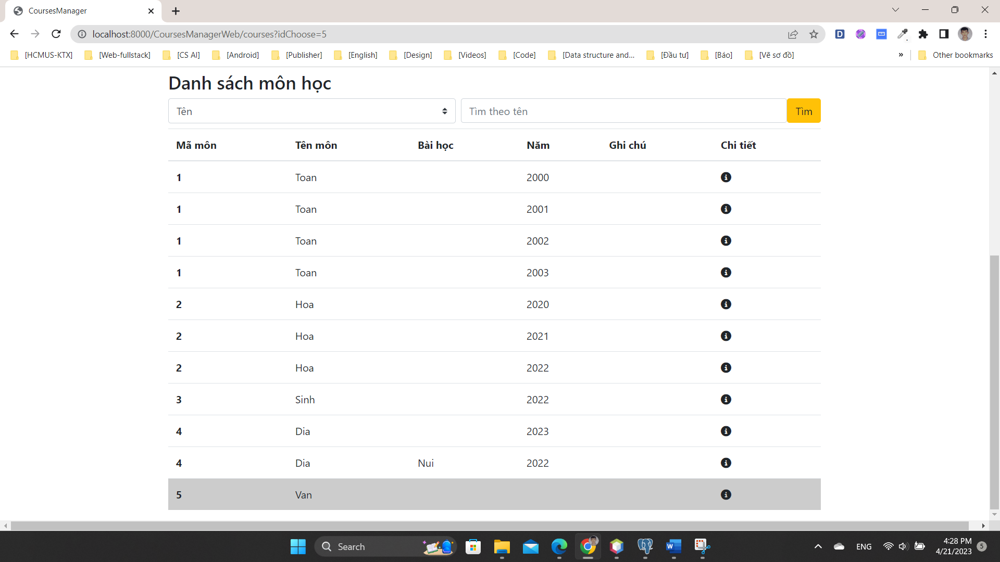 CoursesManager
localhost:8000/CoursesManagerWeb/courses?idChoose=5
[HCMUS-KTX] [Web-fullstack] [CS AI] [Android] [Publisher] [English] [Design] [Videos] [Code] [Data structure and... [Đầu tư] [Báo] [Vẽ sơ đồ] » Other bookmarks
Danh sách môn học
Tên Tìm theo tên Tìm
Mã môn Tên môn Bài học Năm Ghi chú Chi tiết
1 Toan 2000
1 Toan 2001
1 Toan 2002
1 Toan 2003
2 Hoa 2020
2 Hoa 2021
2 Hoa 2022
3 Sinh 2022
4 Dia 2023
4 Dia Nui 2022
5 Van
Search ENG 4:28 PM 5
4/21/2023